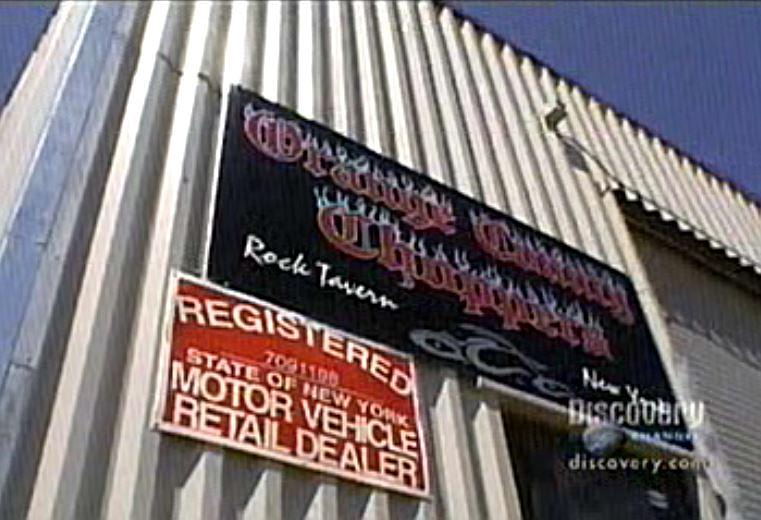 Orange County
Choppers
Rock Tavern
New York
REGISTERED
7091198
STATE OF NEW YORK
MOTOR VEHICLE
RETAIL DEALER
Discovery
CHANNEL
discovery.com